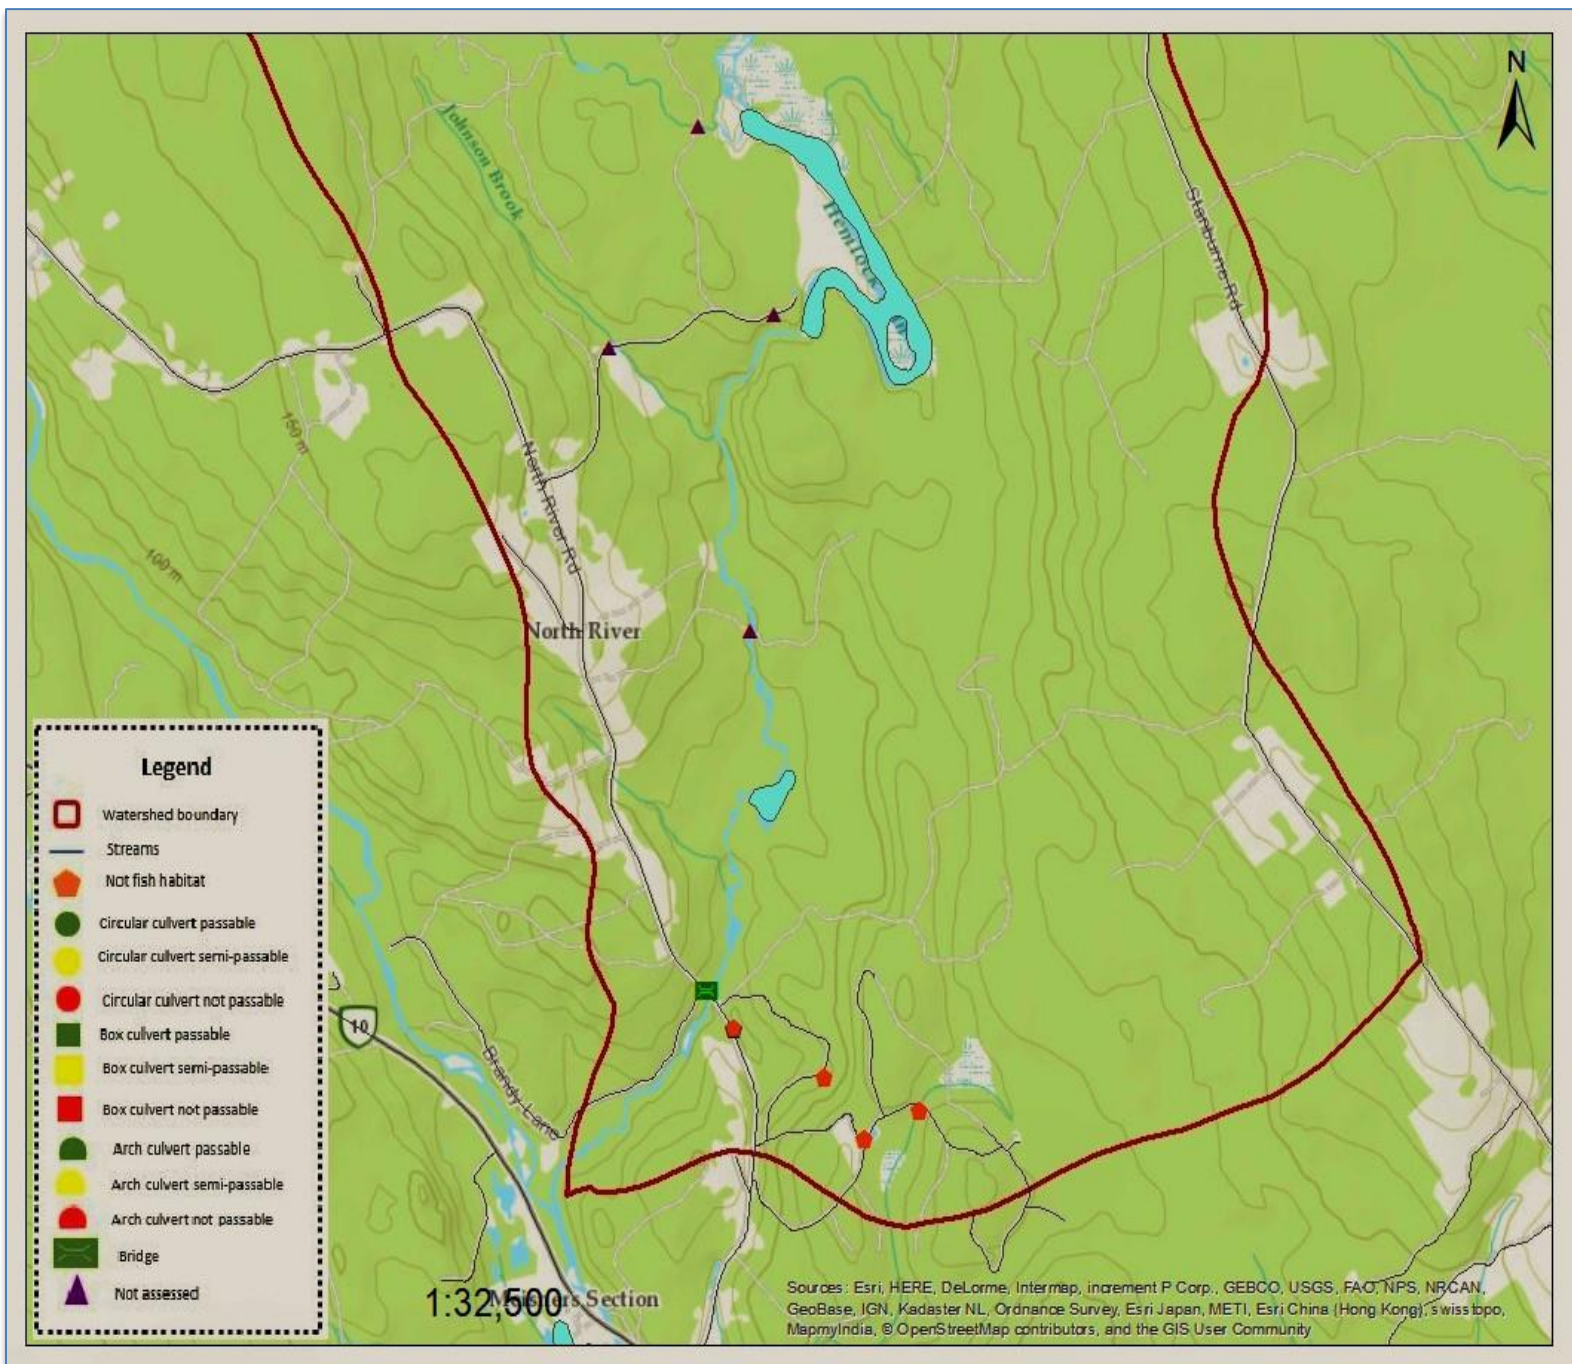 N
Johnson Brook
Hemlock
Stanburne Rd
150 m
North River Rd
100 m
North River
Legend
Watershed boundary
Streams
Not fish habitat
Circular culvert passable
Circular culvert semi-passable
Circular culvert not passable
Box culvert passable
Box culvert semi-passable
Box culvert not passable
Arch culvert passable
Arch culvert semi-passable
Arch culvert not passable
Bridge
Not assessed
10
Brandy Lane
1:32,500
Section
Sources: Esri, HERE, DeLorme, Intermap, increment P Corp., GEBCO, USGS, FAO, NPS, NRCAN,
GeoBase, IGN, Kadaster NL, Ordnance Survey, Esri Japan, METI, Esri China (Hong Kong), swisstopo,
MapmyIndia, © OpenStreetMap contributors, and the GIS User Community